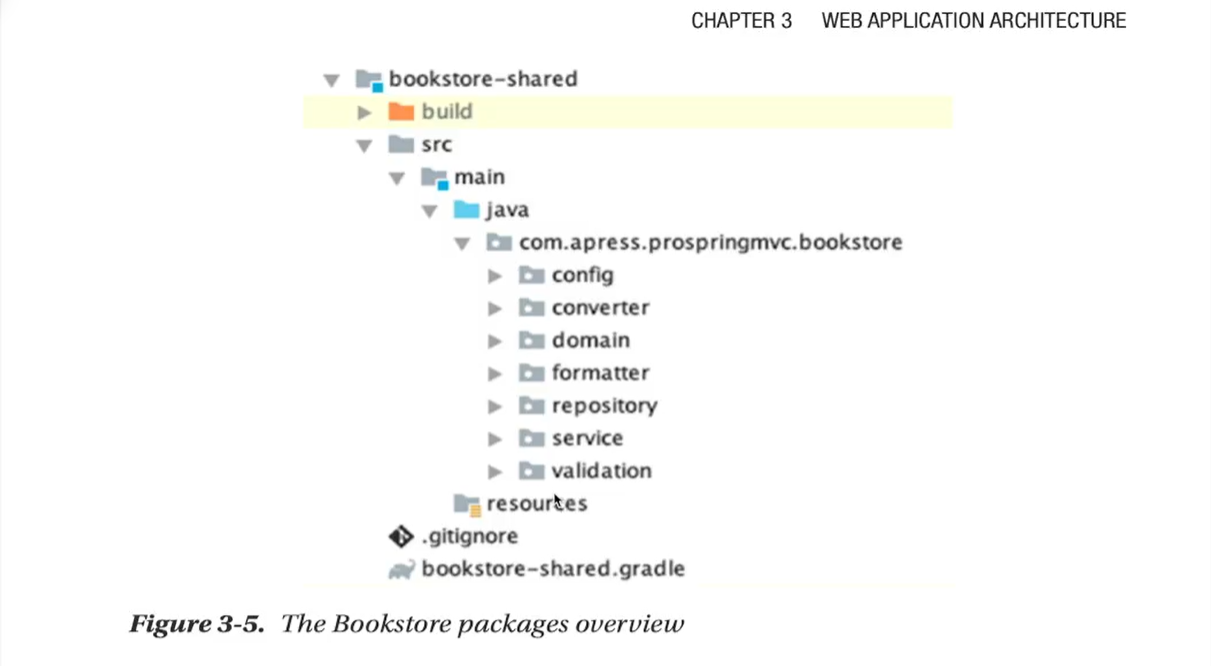 CHAPTER 3 WEB APPLICATION ARCHITECTURE
bookstore-shared
build
src
main
java
com.apress.prospringmvc.bookstore
config
converter
domain
formatter
repository
service
validation
resources
.gitignore
bookstore-shared.gradle
Figure 3-5. The Bookstore packages overview